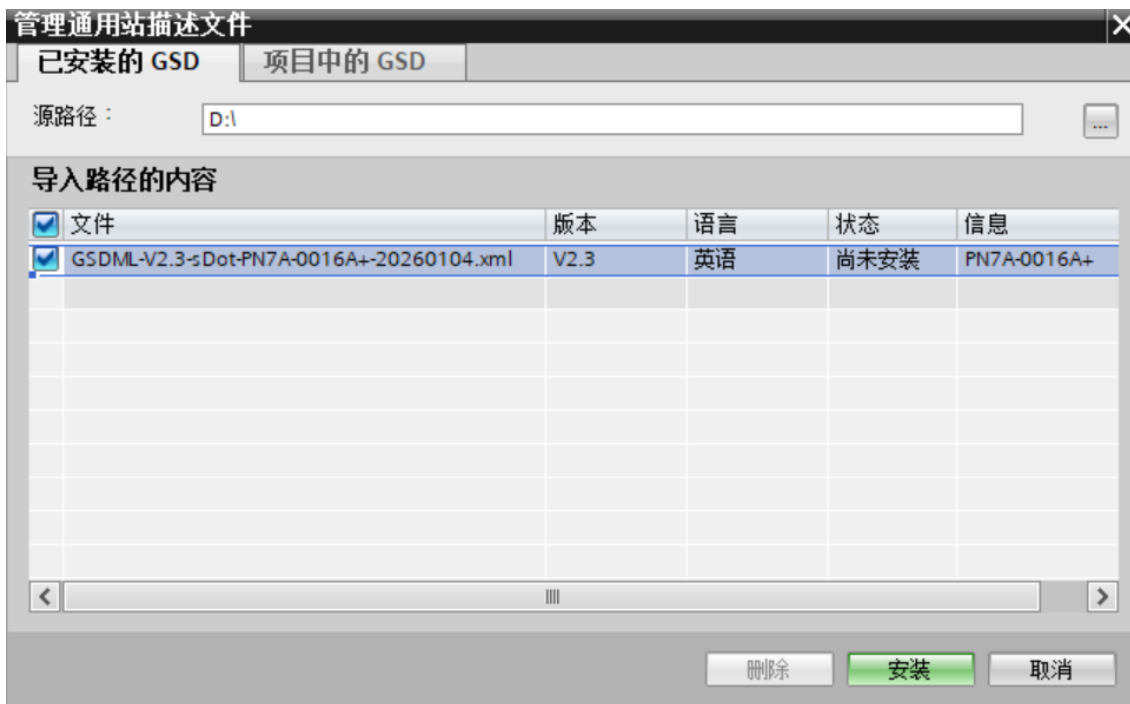 管理通用站描述文件
已安装的 GSD 项目中的 GSD
源路径： D:\ ...
导入路径的内容
文件 版本 语言 状态 信息
GSDML-V2.3-sDot-PN7A-0016A+-20260104.xml V2.3 英语 尚未安装 PN7A-0016A+
删除 安装 取消